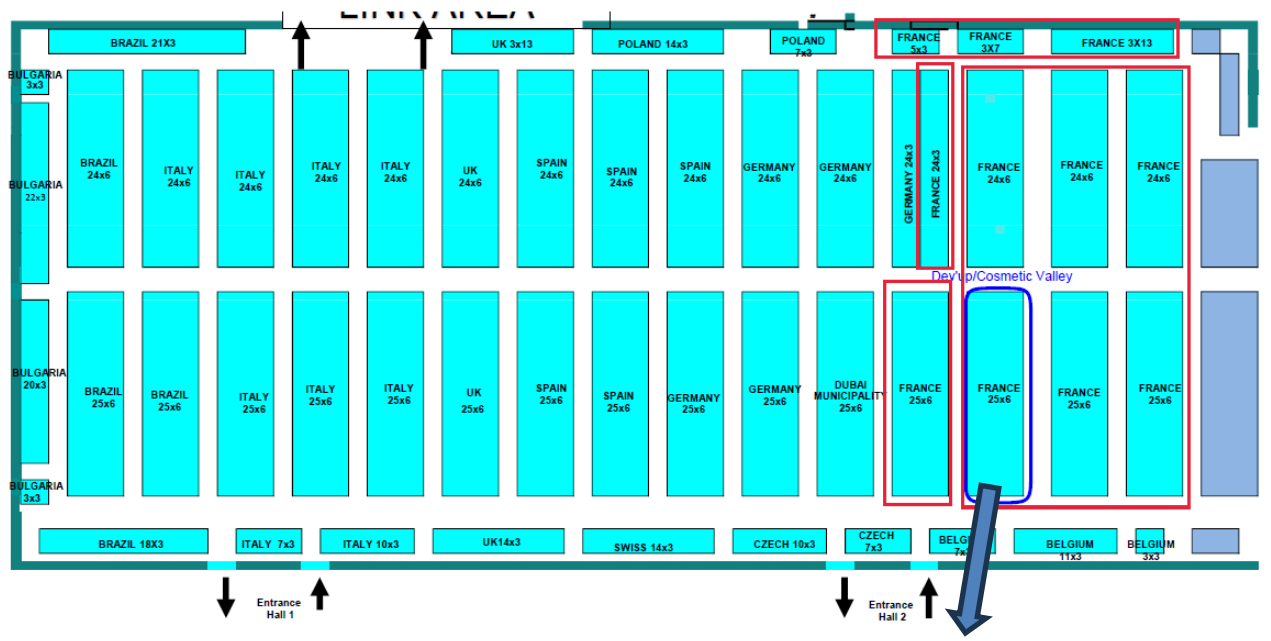 LINK AREA
BRAZIL 21X3
UK 3x13
POLAND 14x3
POLAND
7x3
FRANCE
5x3
FRANCE
3X7
FRANCE 3X13
BULGARIA
3x3
BULGARIA
22x3
BRAZIL
24x6
ITALY
24x6
ITALY
24x6
ITALY
24x6
ITALY
24x6
UK
24x6
SPAIN
24x6
SPAIN
24x6
SPAIN
24x6
GERMANY
24x6
GERMANY
24x6
GERMANY 24x3
FRANCE 24x3
FRANCE
24x6
FRANCE
24x6
FRANCE
24x6
Dev'up/Cosmetic Valley
BULGARIA
20x3
BRAZIL
25x6
BRAZIL
25x6
ITALY
25x6
ITALY
25x6
ITALY
25x6
UK
25x6
SPAIN
25x6
SPAIN
25x6
GERMANY
25x6
GERMANY
25x6
DUBAI
MUNICIPALITY
25x6
FRANCE
25x6
FRANCE
25x6
FRANCE
25x6
FRANCE
25x6
BULGARIA
3x3
BRAZIL 18X3
ITALY 7x3
ITALY 10x3
UK14x3
SWISS 14x3
CZECH 10x3
CZECH
7x3
BELGIUM
11x3
BELGIUM
3x3
Entrance
Hall 1
Entrance
Hall 2